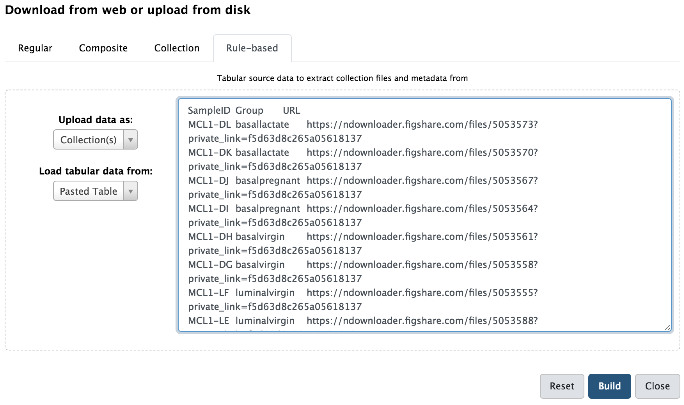 Download from web or upload from disk
Regular Composite Collection Rule-based
Tabular source data to extract collection files and metadata from
Upload data as:
Collection(s)
Load tabular data from:
Pasted Table
SampleID Group URL
MCL1-DL basallactate https://ndownloader.figshare.com/files/5053573?
private_link=f5d63d8c265a05618137
MCL1-DK basallactate https://ndownloader.figshare.com/files/5053570?
private_link=f5d63d8c265a05618137
MCL1-DJ basalpregnant https://ndownloader.figshare.com/files/5053567?
private_link=f5d63d8c265a05618137
MCL1-DI basalpregnant https://ndownloader.figshare.com/files/5053564?
private_link=f5d63d8c265a05618137
MCL1-DH basalvirgin https://ndownloader.figshare.com/files/5053561?
private_link=f5d63d8c265a05618137
MCL1-DG basalvirgin https://ndownloader.figshare.com/files/5053558?
private_link=f5d63d8c265a05618137
MCL1-LF luminalvirgin https://ndownloader.figshare.com/files/5053555?
private_link=f5d63d8c265a05618137
MCL1-LE luminalvirgin https://ndownloader.figshare.com/files/5053588?
Reset Build Close